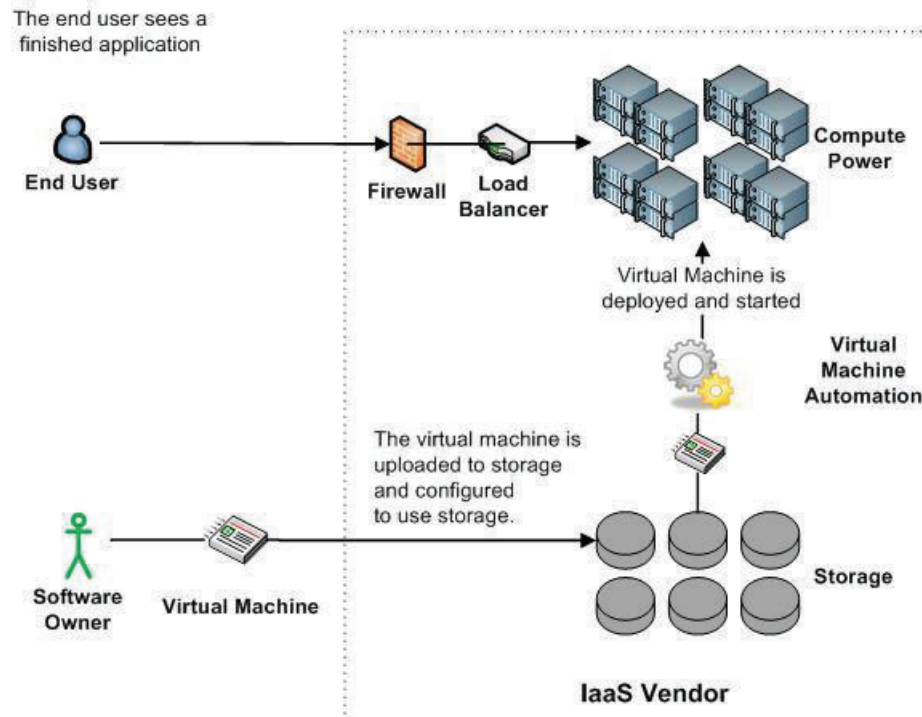 The end user sees a
finished application
End User
Firewall
Load
Balancer
Compute
Power
Virtual Machine is
deployed and started
Virtual
Machine
Automation
The virtual machine is
uploaded to storage
and configured
to use storage.
Software
Owner
Virtual Machine
Storage
IaaS Vendor